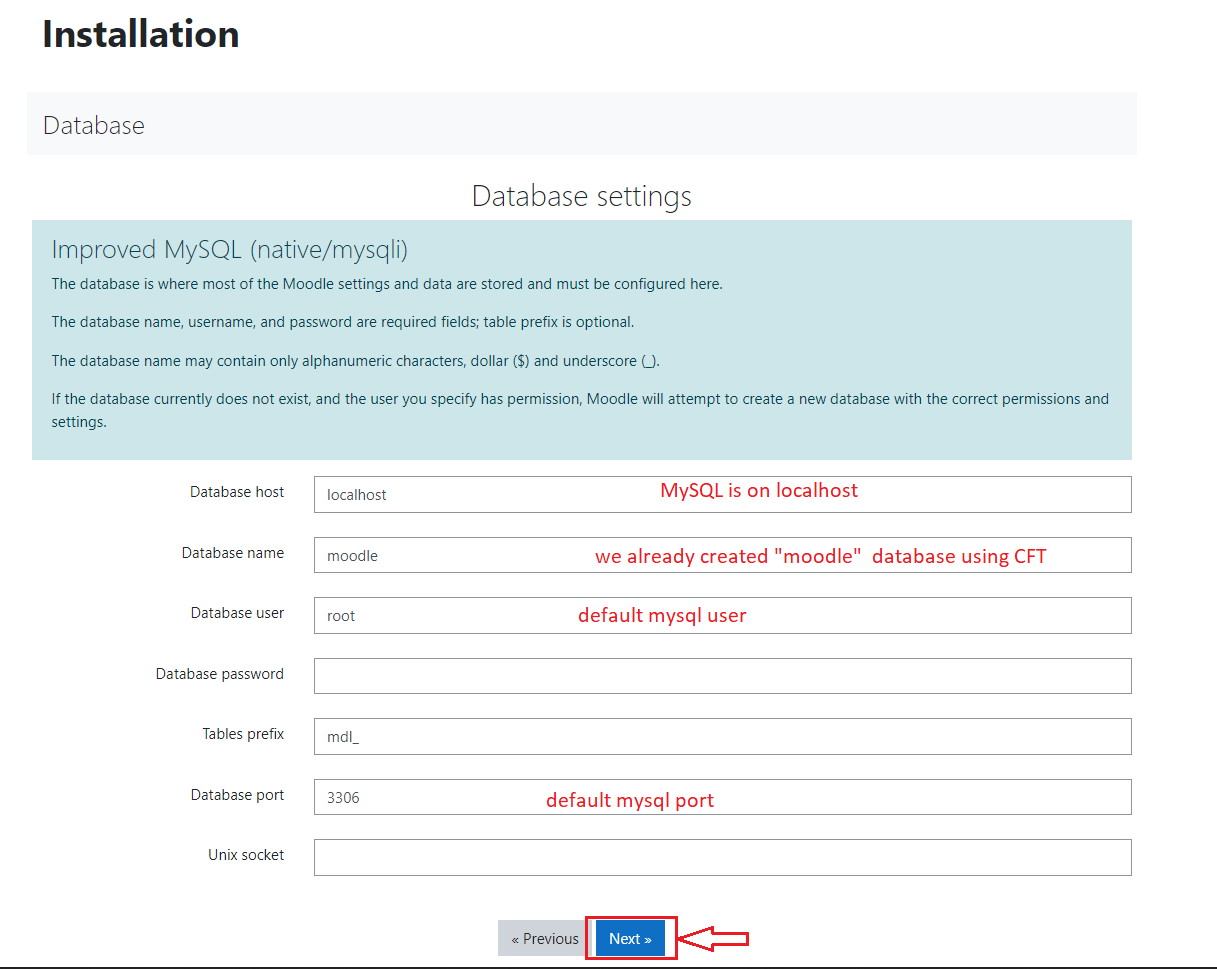 Installation
Database
Database settings
Improved MySQL (native/mysqli)
The database is where most of the Moodle settings and data are stored and must be configured here.
The database name, username, and password are required fields; table prefix is optional.
The database name may contain only alphanumeric characters, dollar ($) and underscore (_).
If the database currently does not exist, and the user you specify has permission, Moodle will attempt to create a new database with the correct permissions and
settings.
Database host localhost MySQL is on localhost
Database name moodle we already created "moodle" database using CFT
Database user root default mysql user
Database password
Tables prefix mdl_
Database port 3306 default mysql port
Unix socket
« Previous Next »